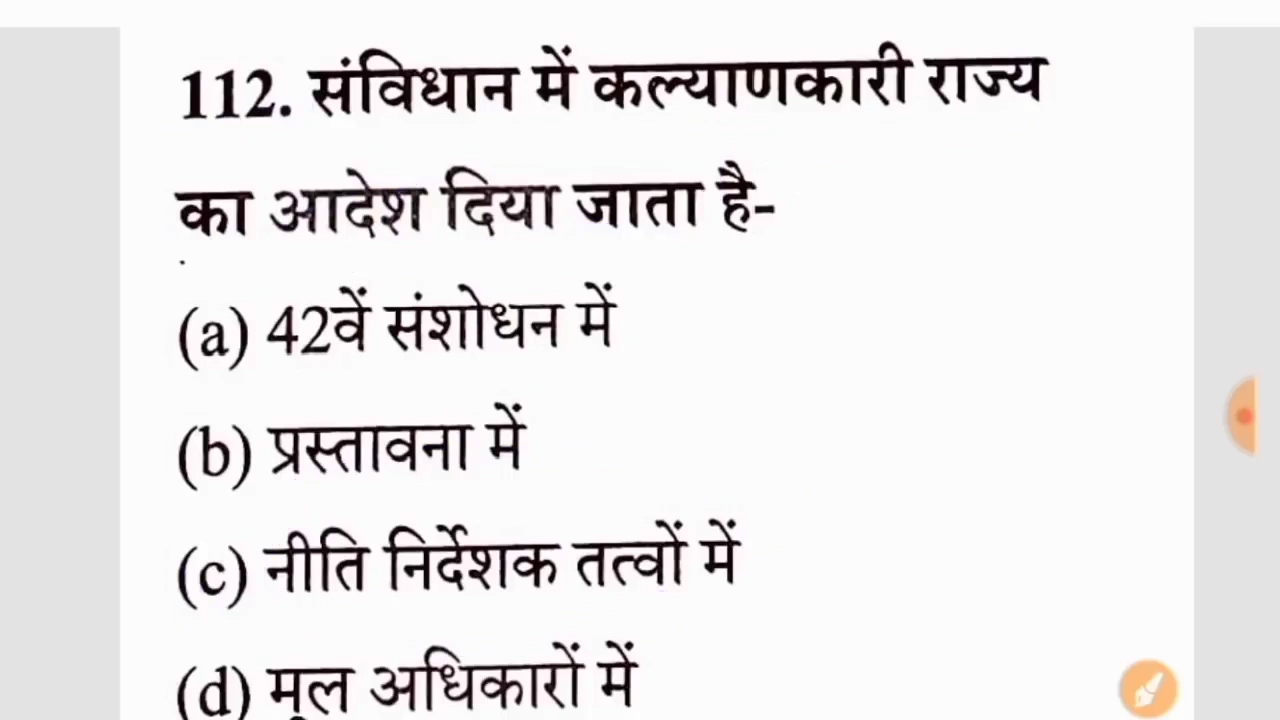 112. संविधान में कल्याणकारी राज्य
का आदेश दिया जाता है-
(a) 42वें संशोधन में
(b) प्रस्तावना में
(c) नीति निर्देशक तत्वों में
(d) मूल अधिकारों में